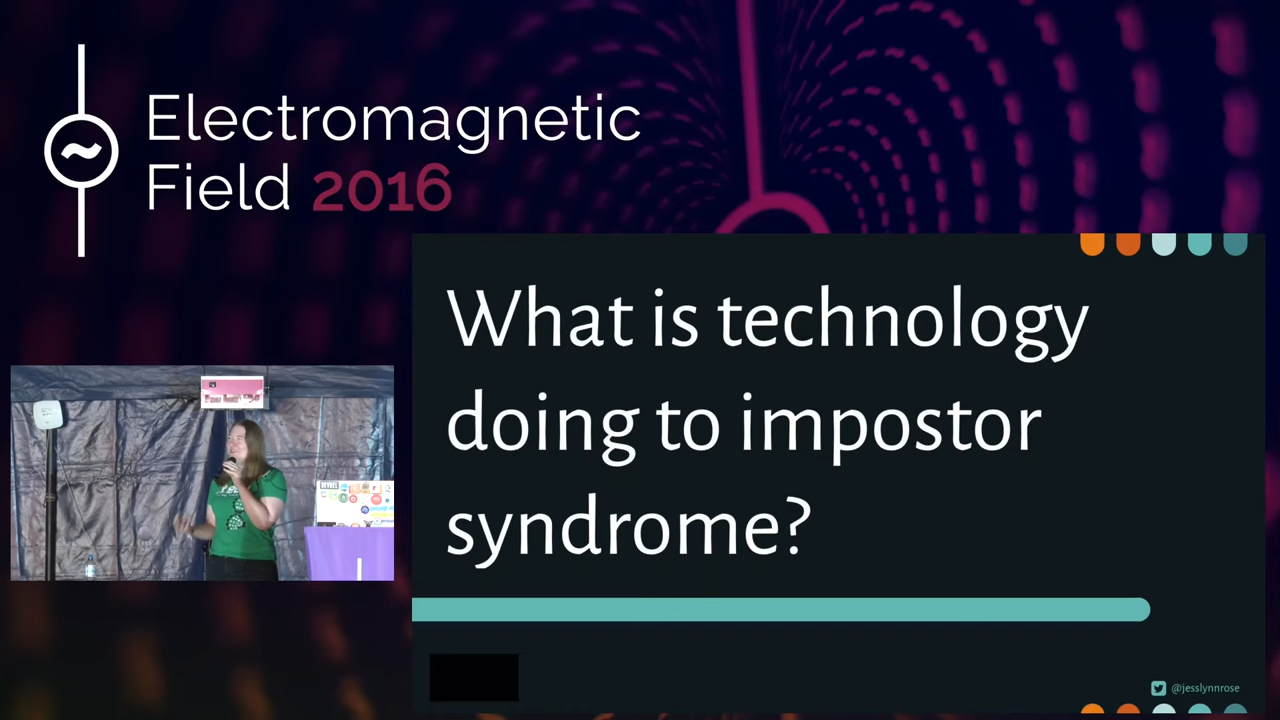 Electromagnetic
Field 2016
What is technology
doing to impostor
syndrome?
@jesslynnrose